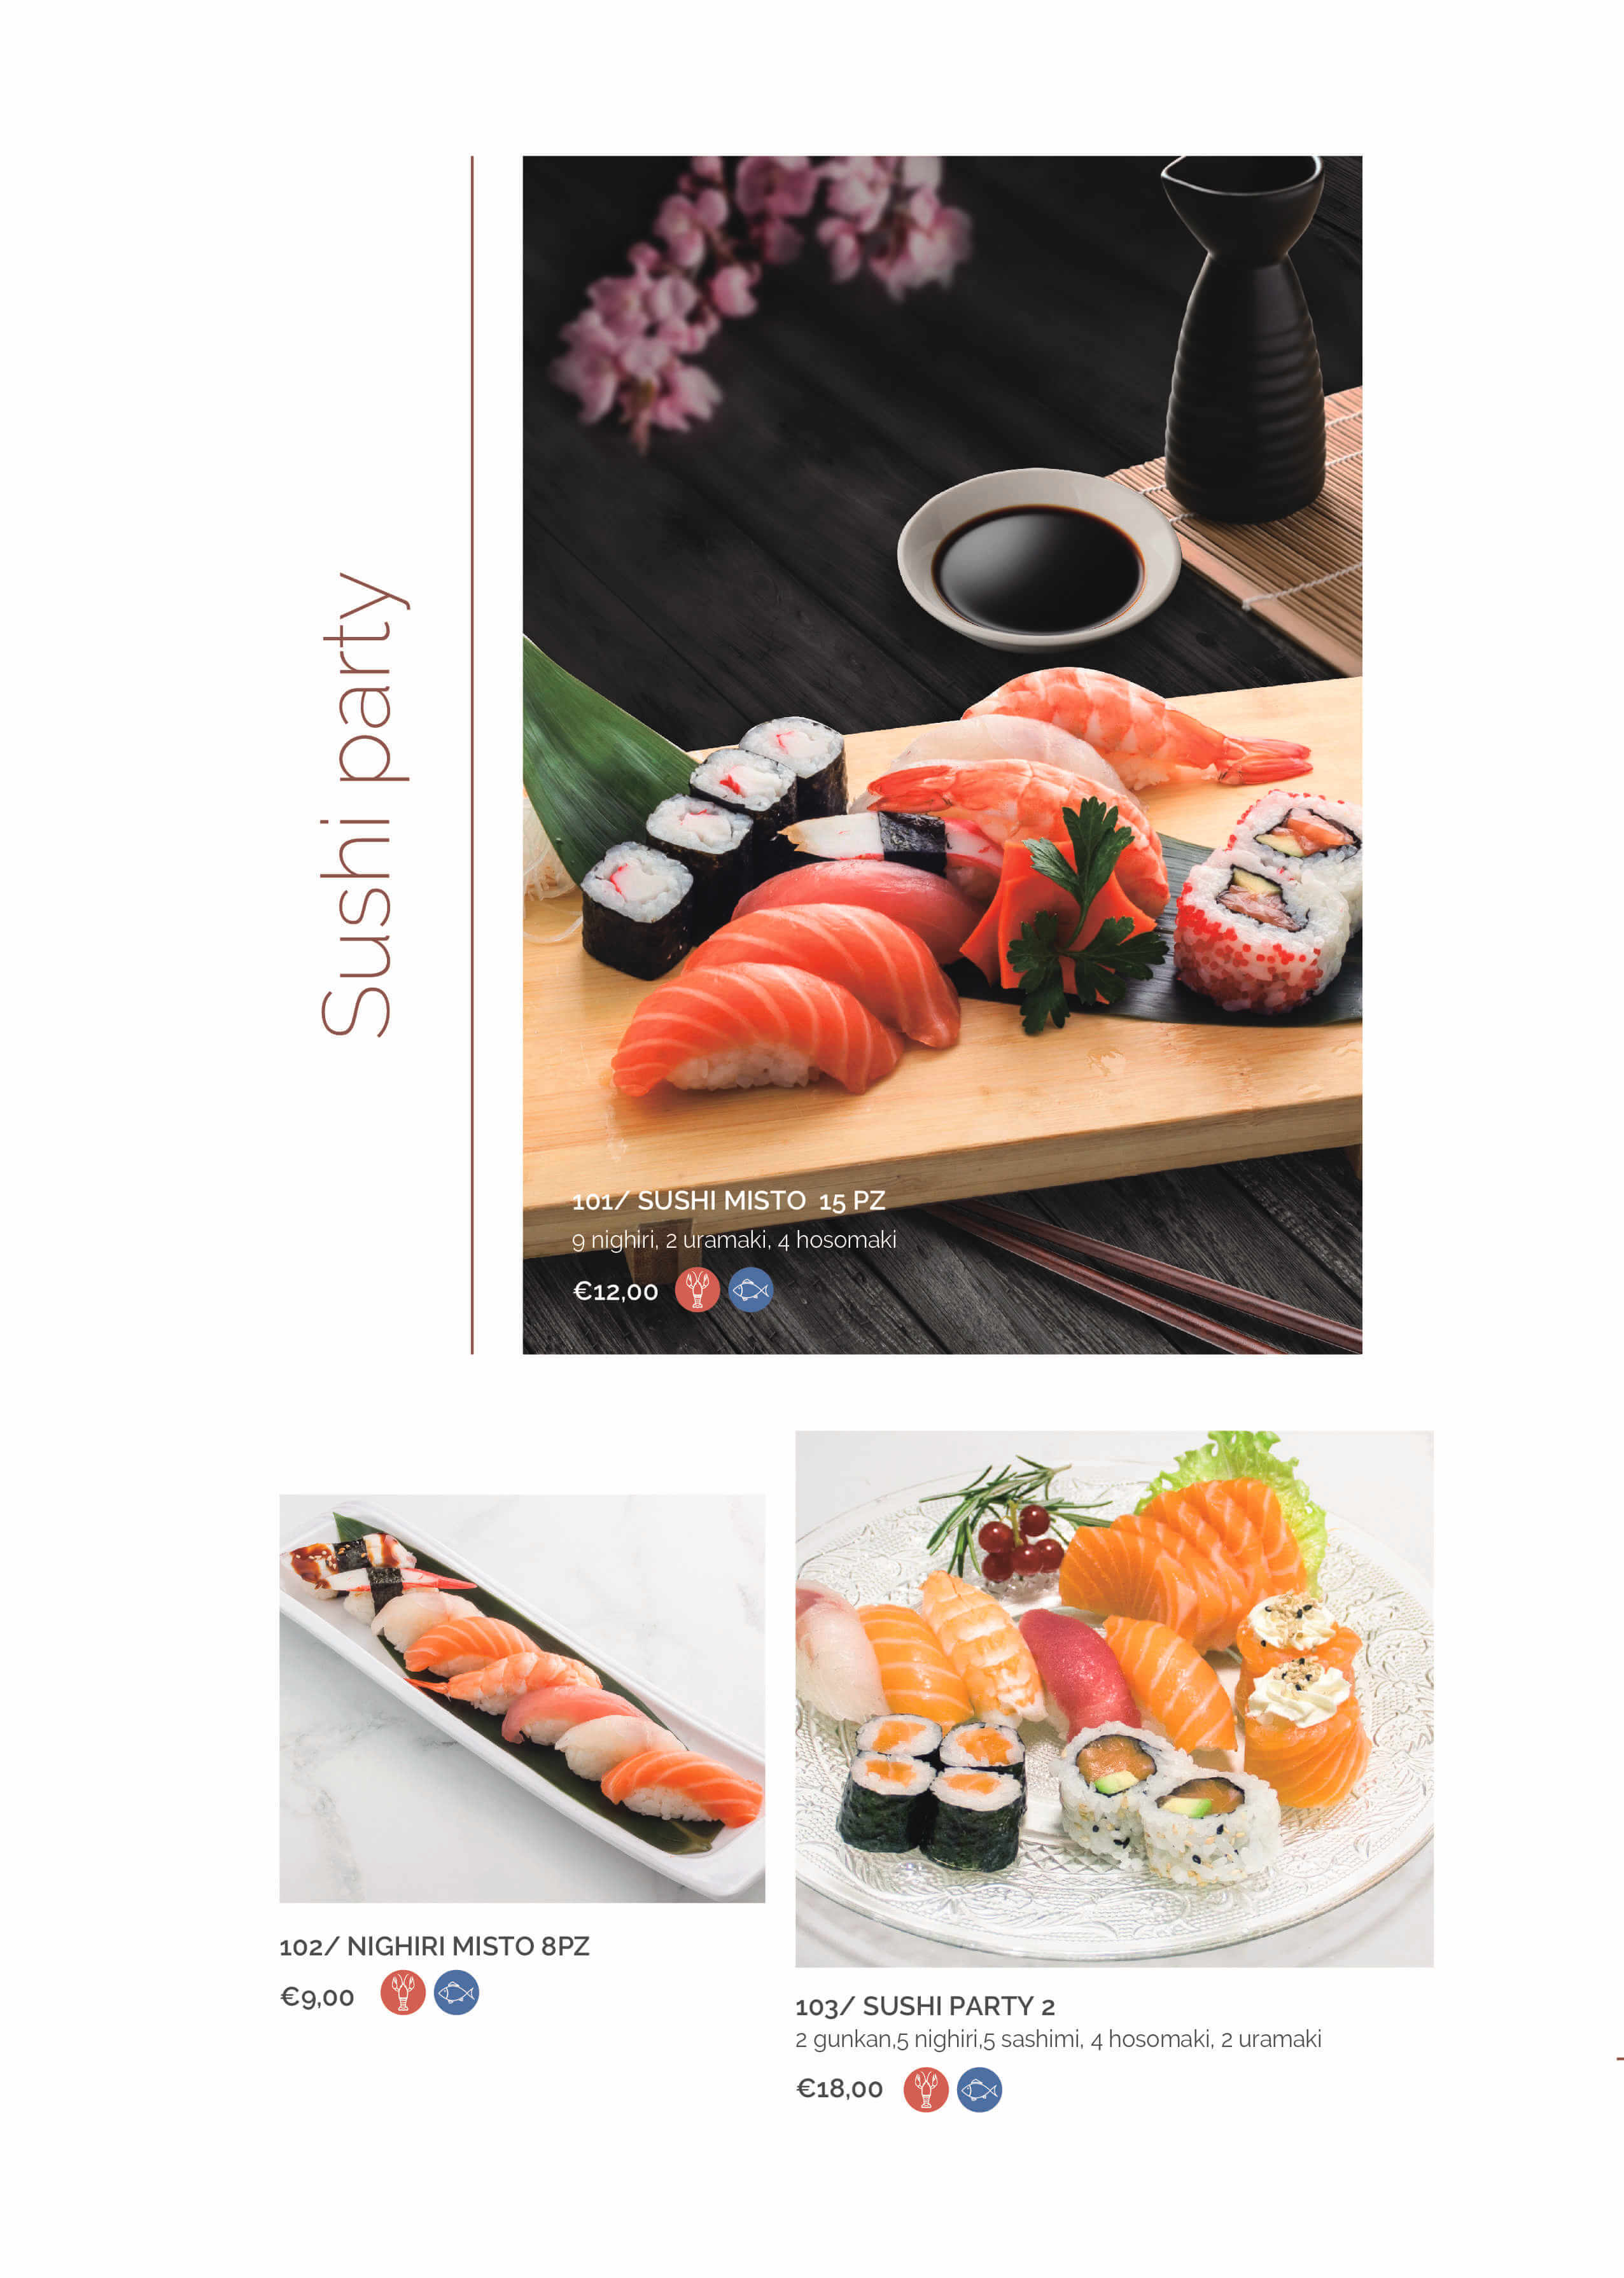 Sushi party
101/ SUSHI MISTO 15 PZ
9 nighiri, 2 uramaki, 4 hosomaki
€12,00
102/ NIGHIRI MISTO 8PZ
€9,00
103/ SUSHI PARTY 2
2 gunkan,5 nighiri,5 sashimi, 4 hosomaki, 2 uramaki
€18,00